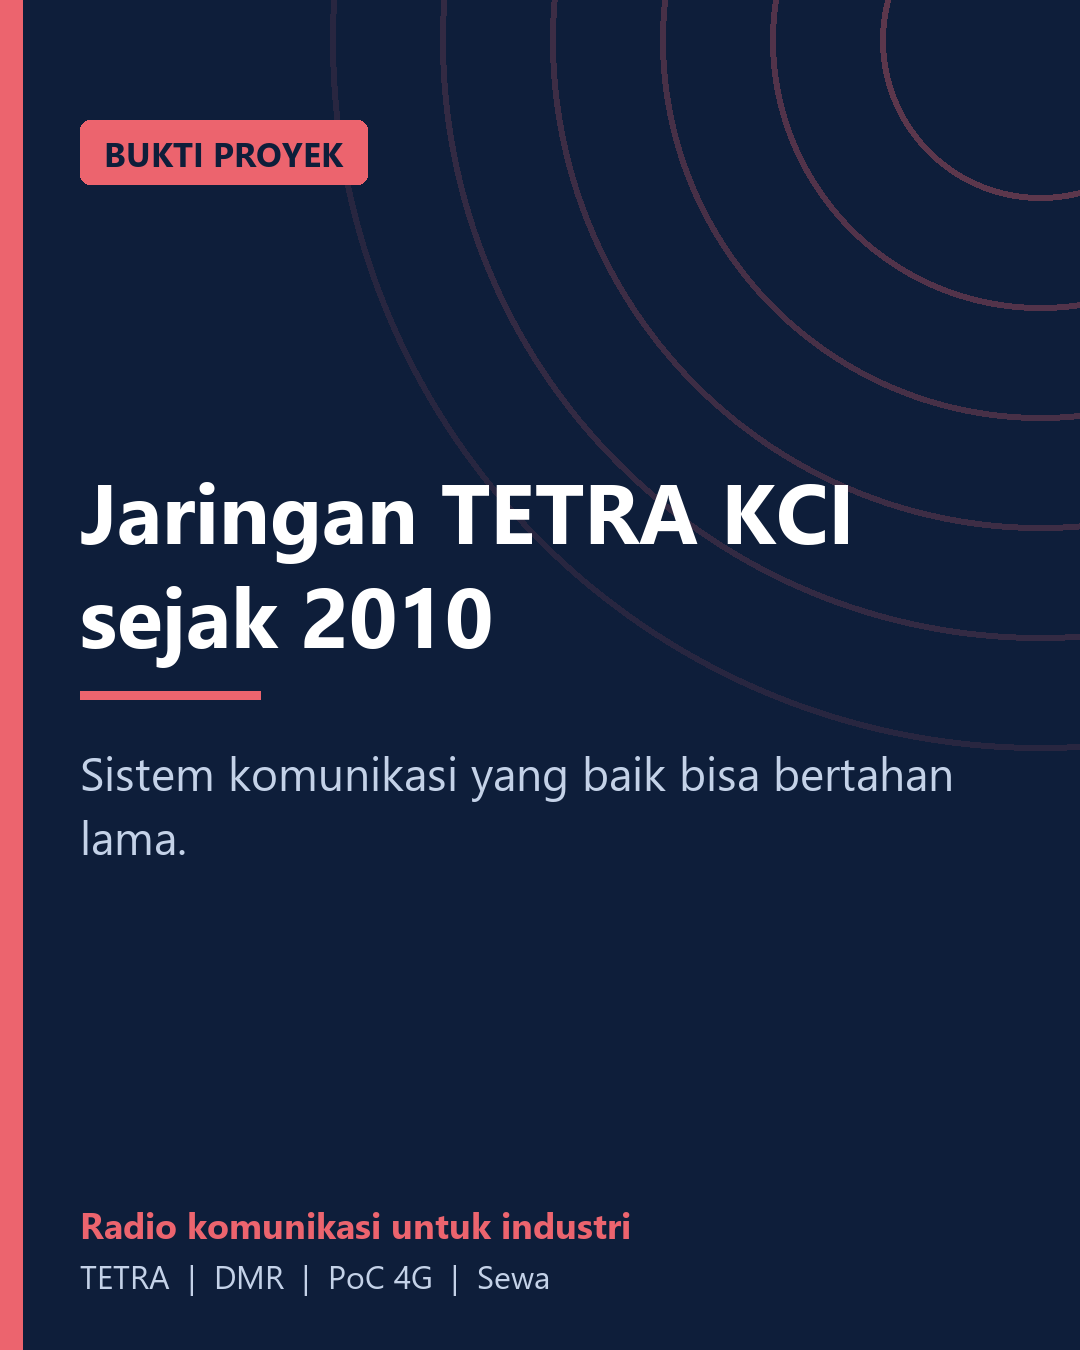 BUKTI PROYEK
Jaringan TETRA KCI
sejak 2010
Sistem komunikasi yang baik bisa bertahan
lama.
Radio komunikasi untuk industri
TETRA | DMR | PoC 4G | Sewa